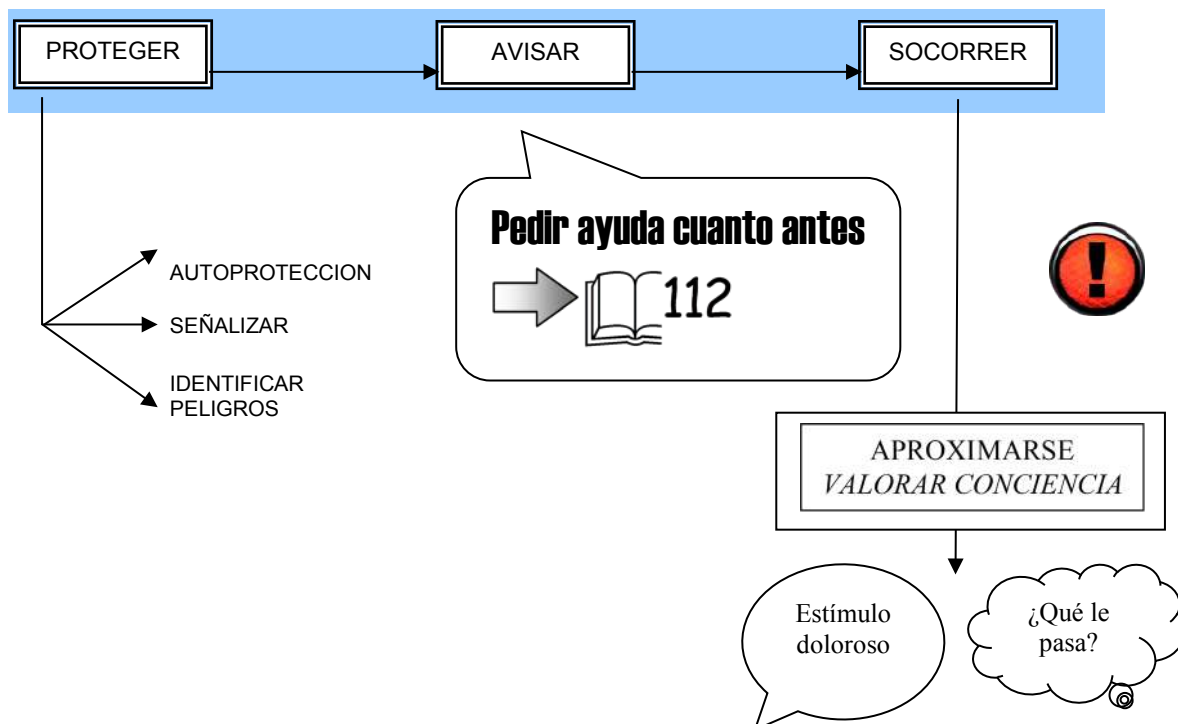 PROTEGER
AVISAR
SOCORRER
Pedir ayuda cuanto antes
112
AUTOPROTECCION
SEÑALIZAR
IDENTIFICAR
PELIGROS
!
APROXIMARSE
VALORAR CONCIENCIA
Estímulo
doloroso
¿Qué le
pasa?